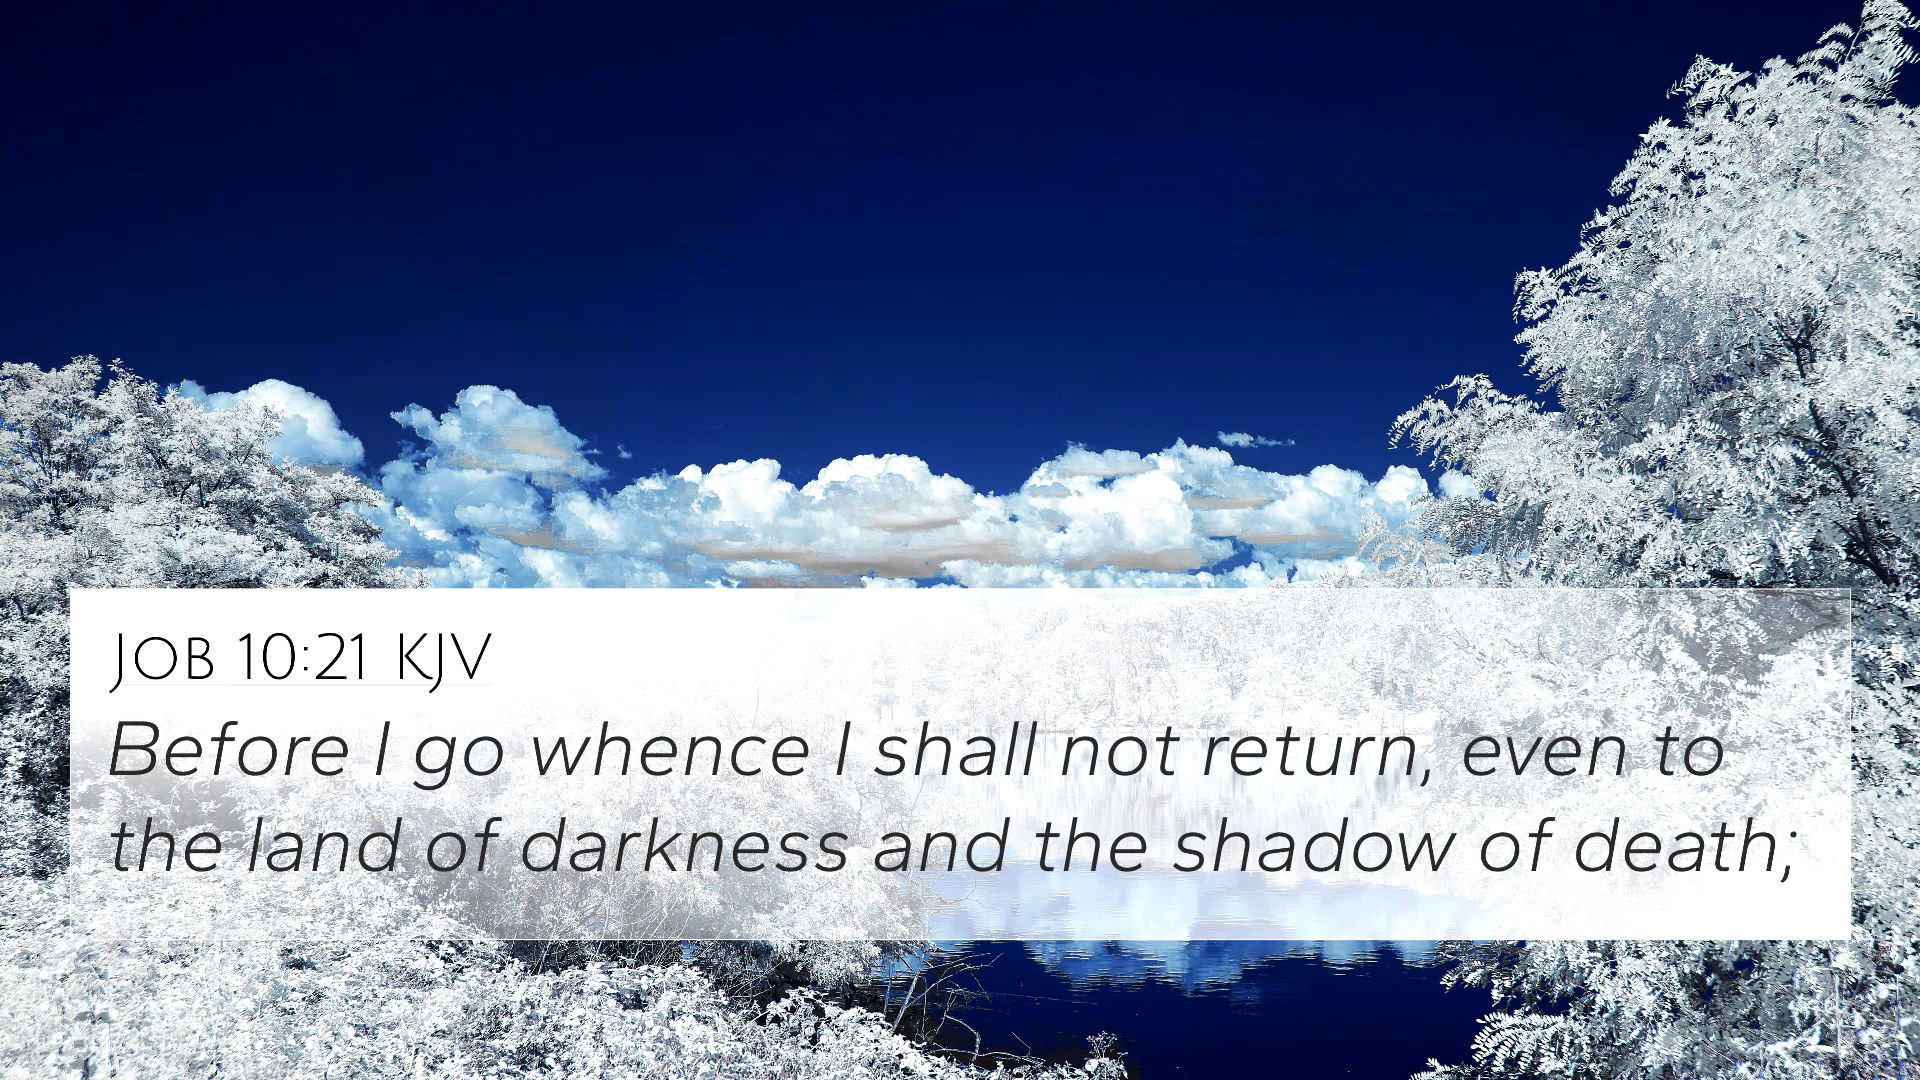 Job 10:21 KJV
Before I go whence I shall not return, even to
the land of darkness and the shadow of death;